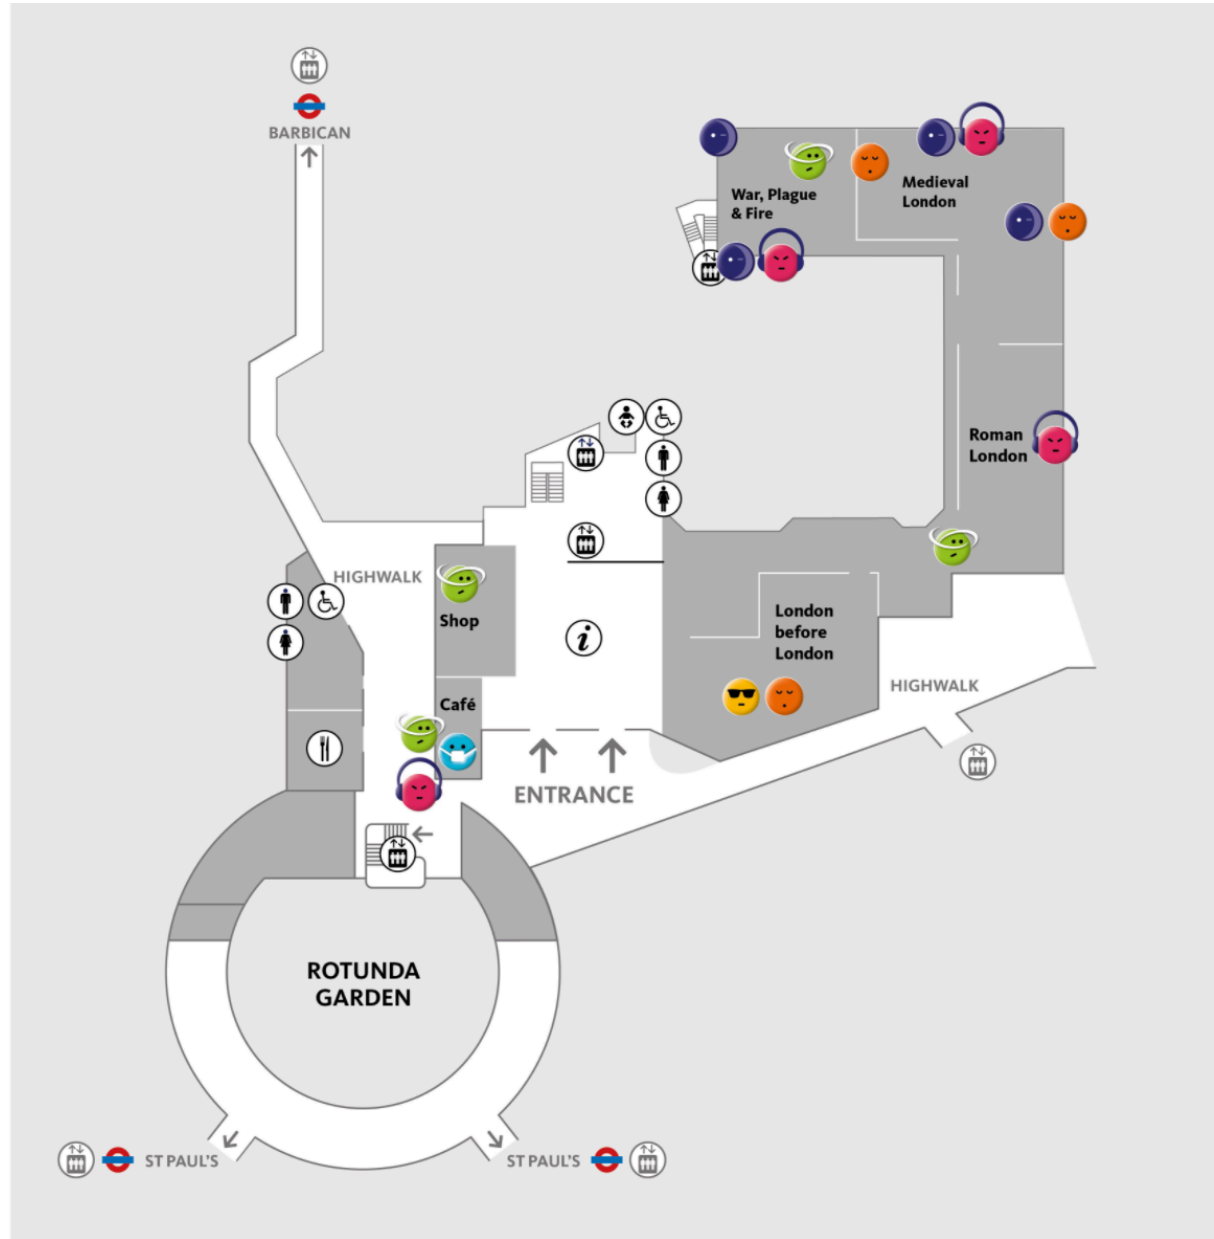 BARBICAN
War, Plague
& Fire
Medieval
London
Roman
London
HIGHWALK
Shop
London
before
London
i
Café
HIGHWALK
ENTRANCE
ROTUNDA
GARDEN
ST PAUL'S
ST PAUL'S